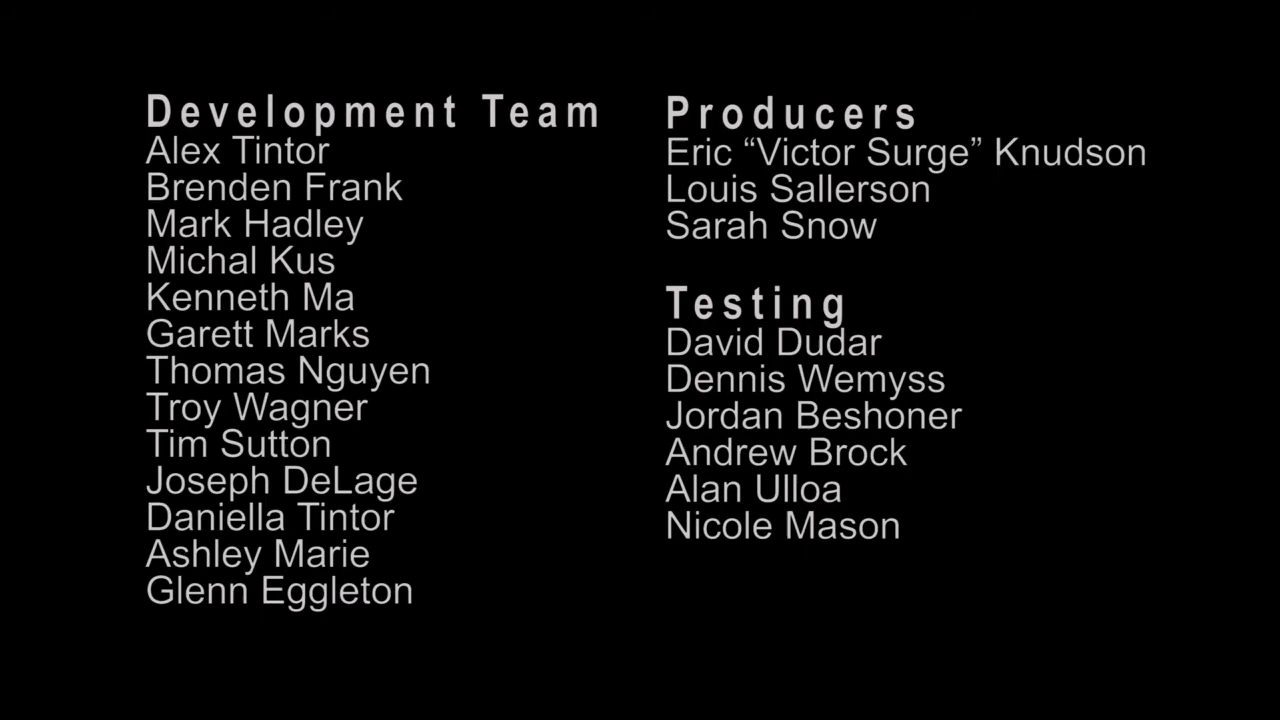 Development Team
Alex Tintor
Brenden Frank
Mark Hadley
Michal Kus
Kenneth Ma
Garett Marks
Thomas Nguyen
Troy Wagner
Tim Sutton
Joseph DeLage
Daniella Tintor
Ashley Marie
Glenn Eggleton
Producers
Eric “Victor Surge” Knudson
Louis Sallerson
Sarah Snow
Testing
David Dudar
Dennis Wemyss
Jordan Beshoner
Andrew Brock
Alan Ulloa
Nicole Mason